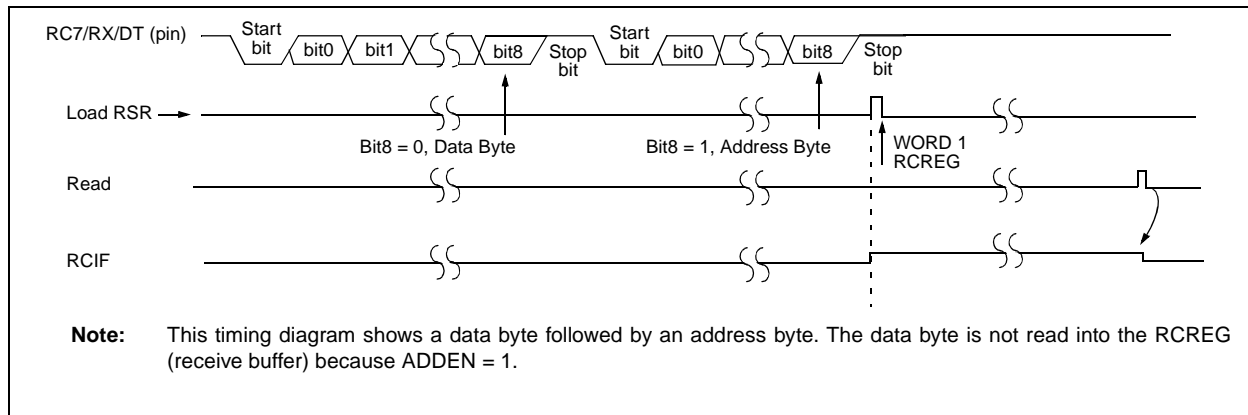 RC7/RX/DT (pin)
Start
bit
bit0
bit1
bit8
Stop
bit
Start
bit
bit0
bit8
Stop
bit
Load RSR
Bit8 = 0, Data Byte
Bit8 = 1, Address Byte
WORD 1
RCREG
Read
RCIF
Note: This timing diagram shows a data byte followed by an address byte. The data byte is not read into the RCREG
(receive buffer) because ADDEN = 1.